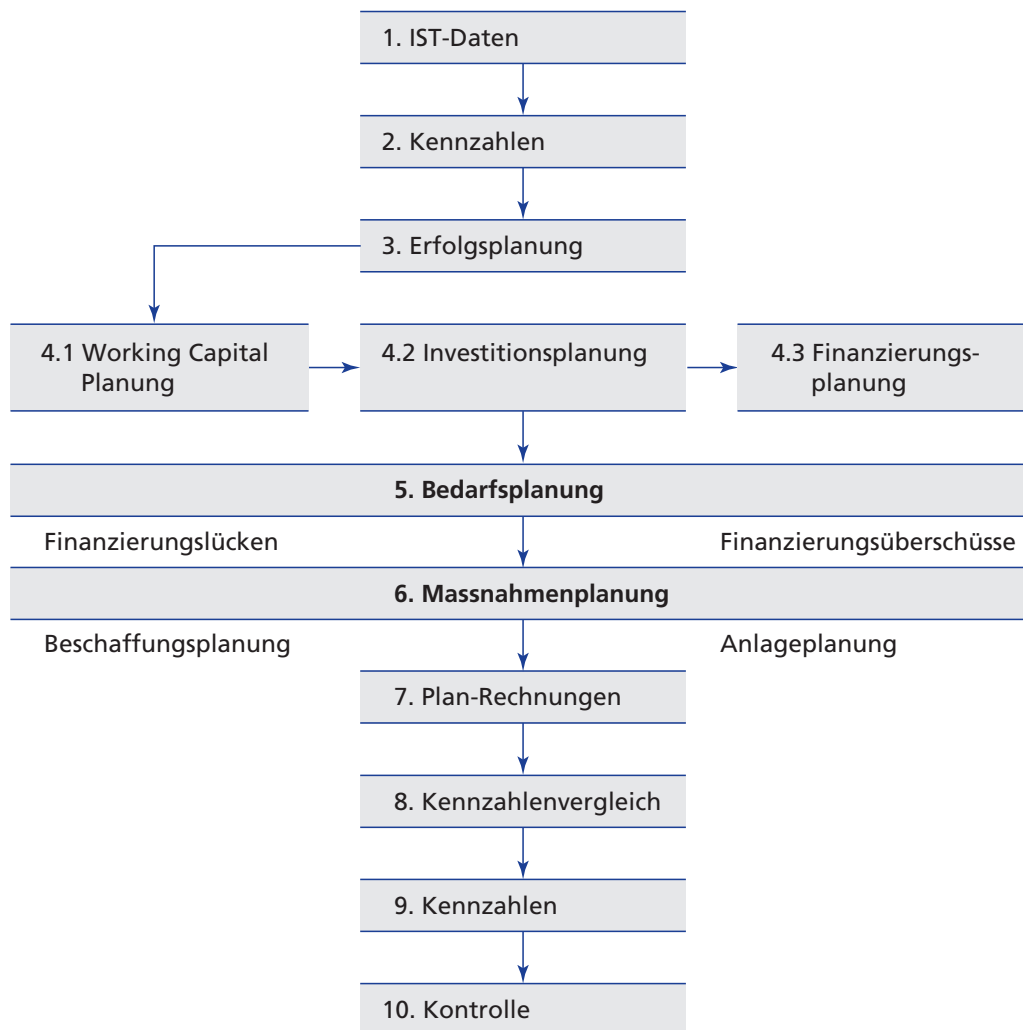 1. IST-Daten
2. Kennzahlen
3. Erfolgsplanung
4.1 Working Capital
Planung
4.2 Investitionsplanung
4.3 Finanzierungs-
planung
5. Bedarfsplanung
Finanzierungslücken
Finanzierungsüberschüsse
6. Massnahmenplanung
Beschaffungsplanung
Anlageplanung
7. Plan-Rechnungen
8. Kennzahlenvergleich
9. Kennzahlen
10. Kontrolle